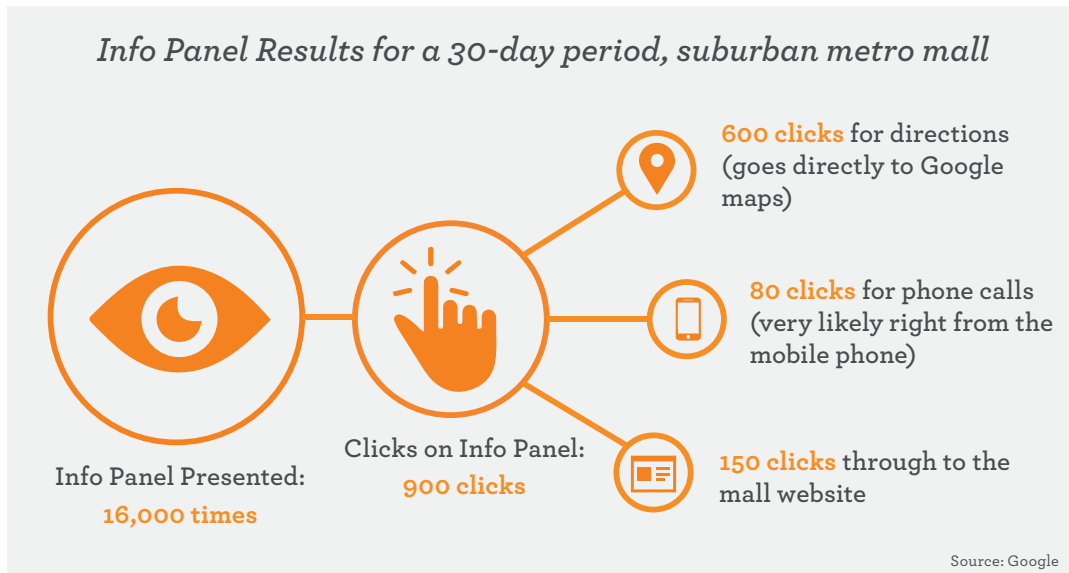 Info Panel Results for a 30-day period, suburban metro mall
600 clicks for directions
(goes directly to Google
maps)
80 clicks for phone calls
(very likely right from the
mobile phone)
Clicks on Info Panel:
900 clicks
Info Panel Presented:
16,000 times
150 clicks through to the
mall website
Source: Google